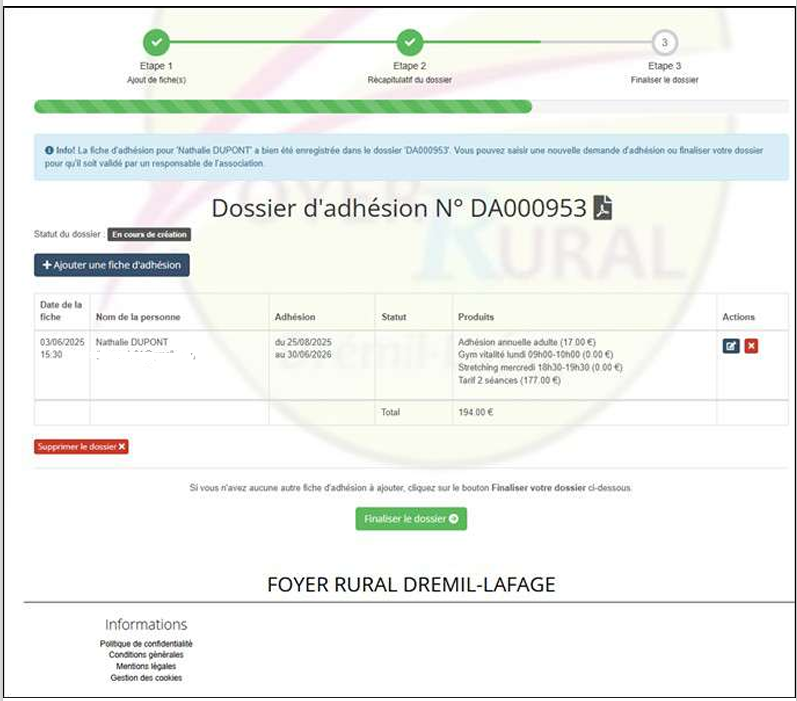 3
Etape 1
Etape 2
Etape 3
Ajout de fiche(s)
Récapitulatif du dossier
Finaliser le dossier
Info! La fiche d'adhésion pour 'Nathalie DUPONT' a bien été enregistrée dans le dossier 'DA000953'. Vous pouvez saisir une nouvelle demande d'adhésion ou finaliser votre dossier
pour qu'il soit validé par un responsable de l'association.
FOYER
RURAL
Drémil-
Dossier d'adhésion N° DA000953
Statut du dossier : En cours de création
Ajouter une fiche d'adhésion
Date de la fiche
Nom de la personne
Adhésion
Statut
Produits
Actions
03/06/2025
15:30
Nathalie DUPONT
du 25/08/2025
au 30/06/2026
Adhésion annuelle adulte (17.00 €)
Gym vitalité lundi 09h00-10h00 (0.00 €)
Stretching mercredi 18h30-19h30 (0.00 €)
Tarif 2 séances (177.00 €)
Total
194.00 €
Supprimer le dossier
Si vous n'avez aucune autre fiche d'adhésion à ajouter, cliquez sur le bouton Finaliser votre dossier ci-dessous.
Finaliser le dossier
FOYER RURAL DREMIL-LAFAGE
Informations
Politique de confidentialité
Conditions générales
Mentions légales
Gestion des cookies